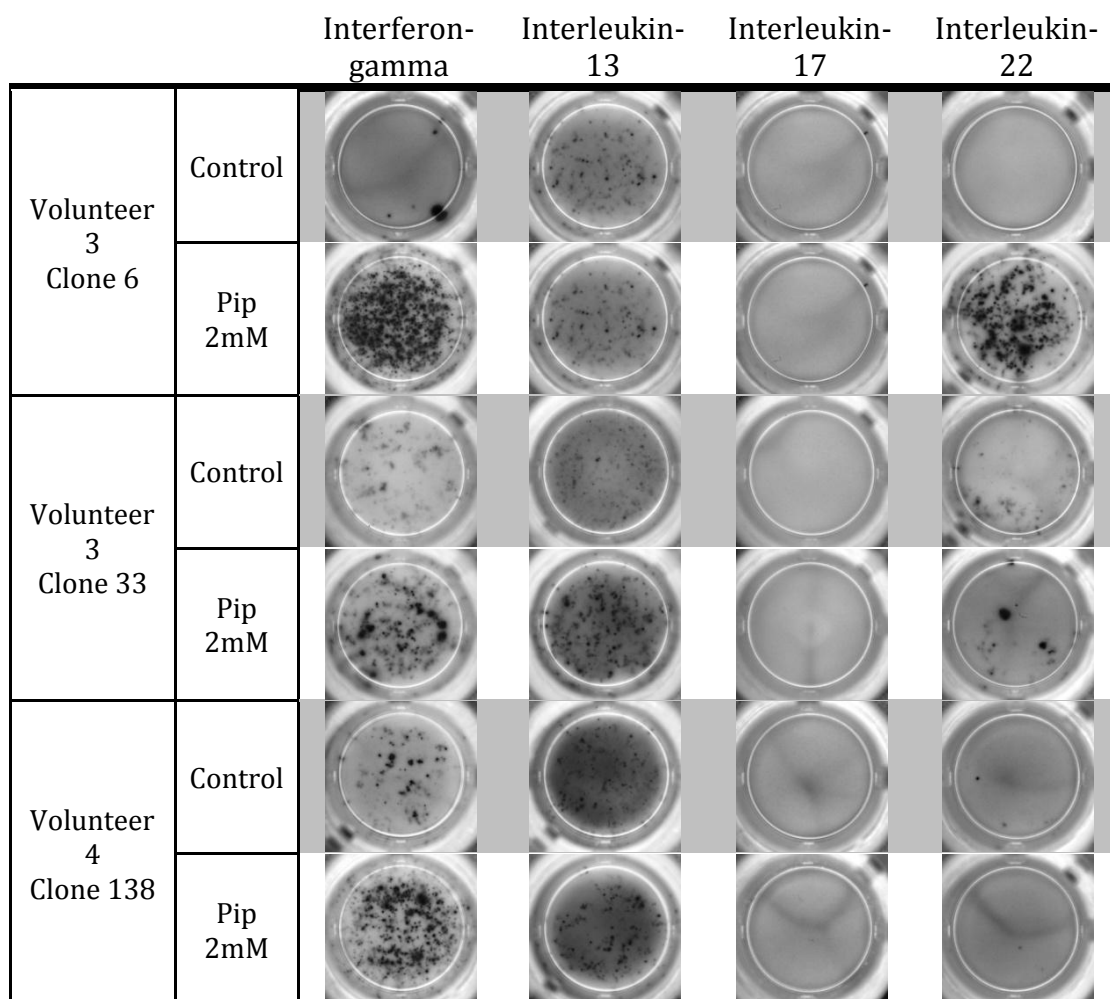 Interferon-
gamma
Interleukin-
13
Interleukin-
17
Interleukin-
22
Volunteer
3
Clone 6
Control
Pip
2mM
Volunteer
3
Clone 33
Control
Pip
2mM
Volunteer
4
Clone 138
Control
Pip
2mM